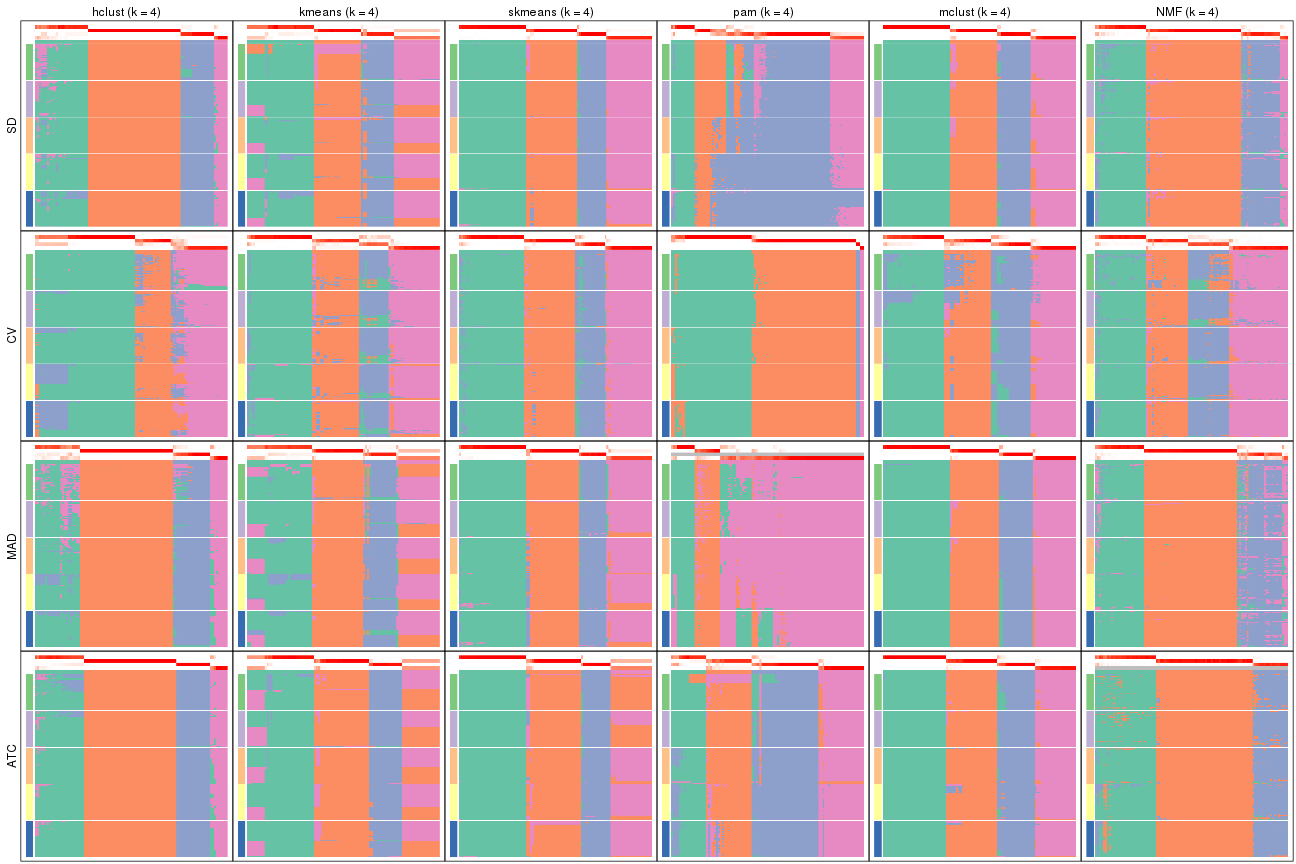 hclust (k = 4) kmeans (k = 4) skmeans (k = 4) pam (k = 4) mclust (k = 4) NMF (k = 4)
SD
CV
MAD
ATC